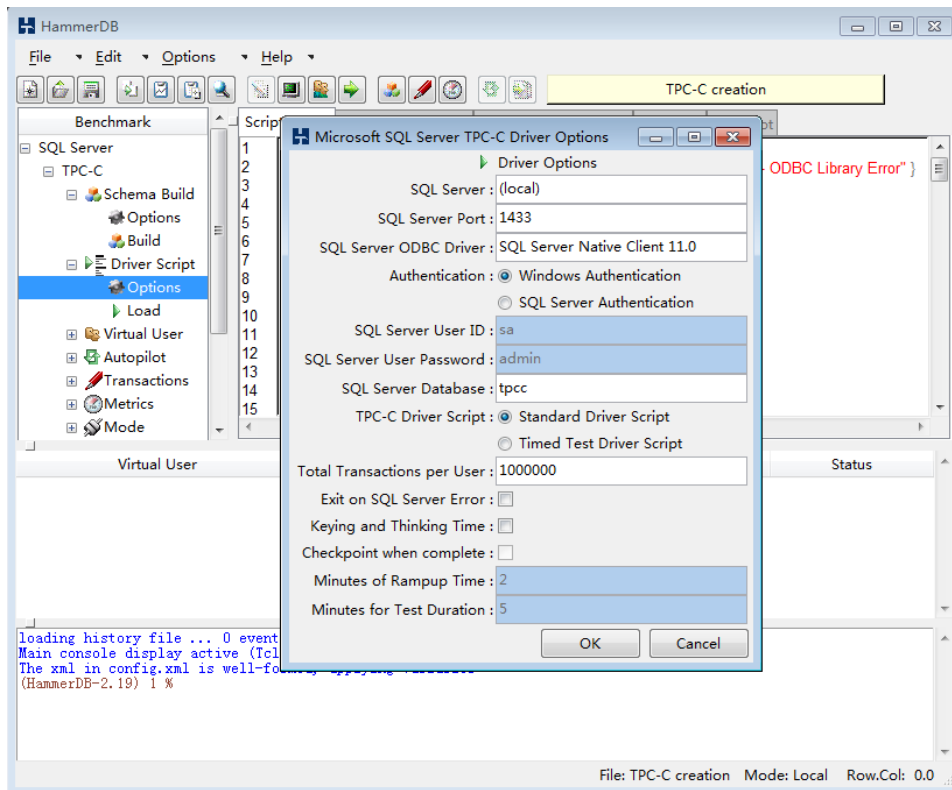 HammerDB
File Edit Options Help
TPC-C creation
Benchmark
SQL Server
TPC-C
Schema Build
Options
Build
Driver Script
Options
Load
Virtual User
Autopilot
Transactions
Metrics
Mode
1
2
3
4
5
6
7
8
9
10
11
12
13
14
15
ODBC Library Error" }
Microsoft SQL Server TPC-C Driver Options
Driver Options
SQL Server : (local)
SQL Server Port : 1433
SQL Server ODBC Driver : SQL Server Native Client 11.0
Authentication : Windows Authentication
SQL Server Authentication
SQL Server User ID : sa
SQL Server User Password : admin
SQL Server Database : tpcc
TPC-C Driver Script : Standard Driver Script
Timed Test Driver Script
Total Transactions per User : 1000000
Exit on SQL Server Error :
Keying and Thinking Time :
Checkpoint when complete :
Minutes of Rampup Time : 2
Minutes for Test Duration : 5
OK Cancel
Virtual User Status
loading history file ... 0 event
Main console display active (Tcl
The xml in config.xml is
(HammerDB-2.19) 1 %
File: TPC-C creation Mode: Local Row.Col: 0.0